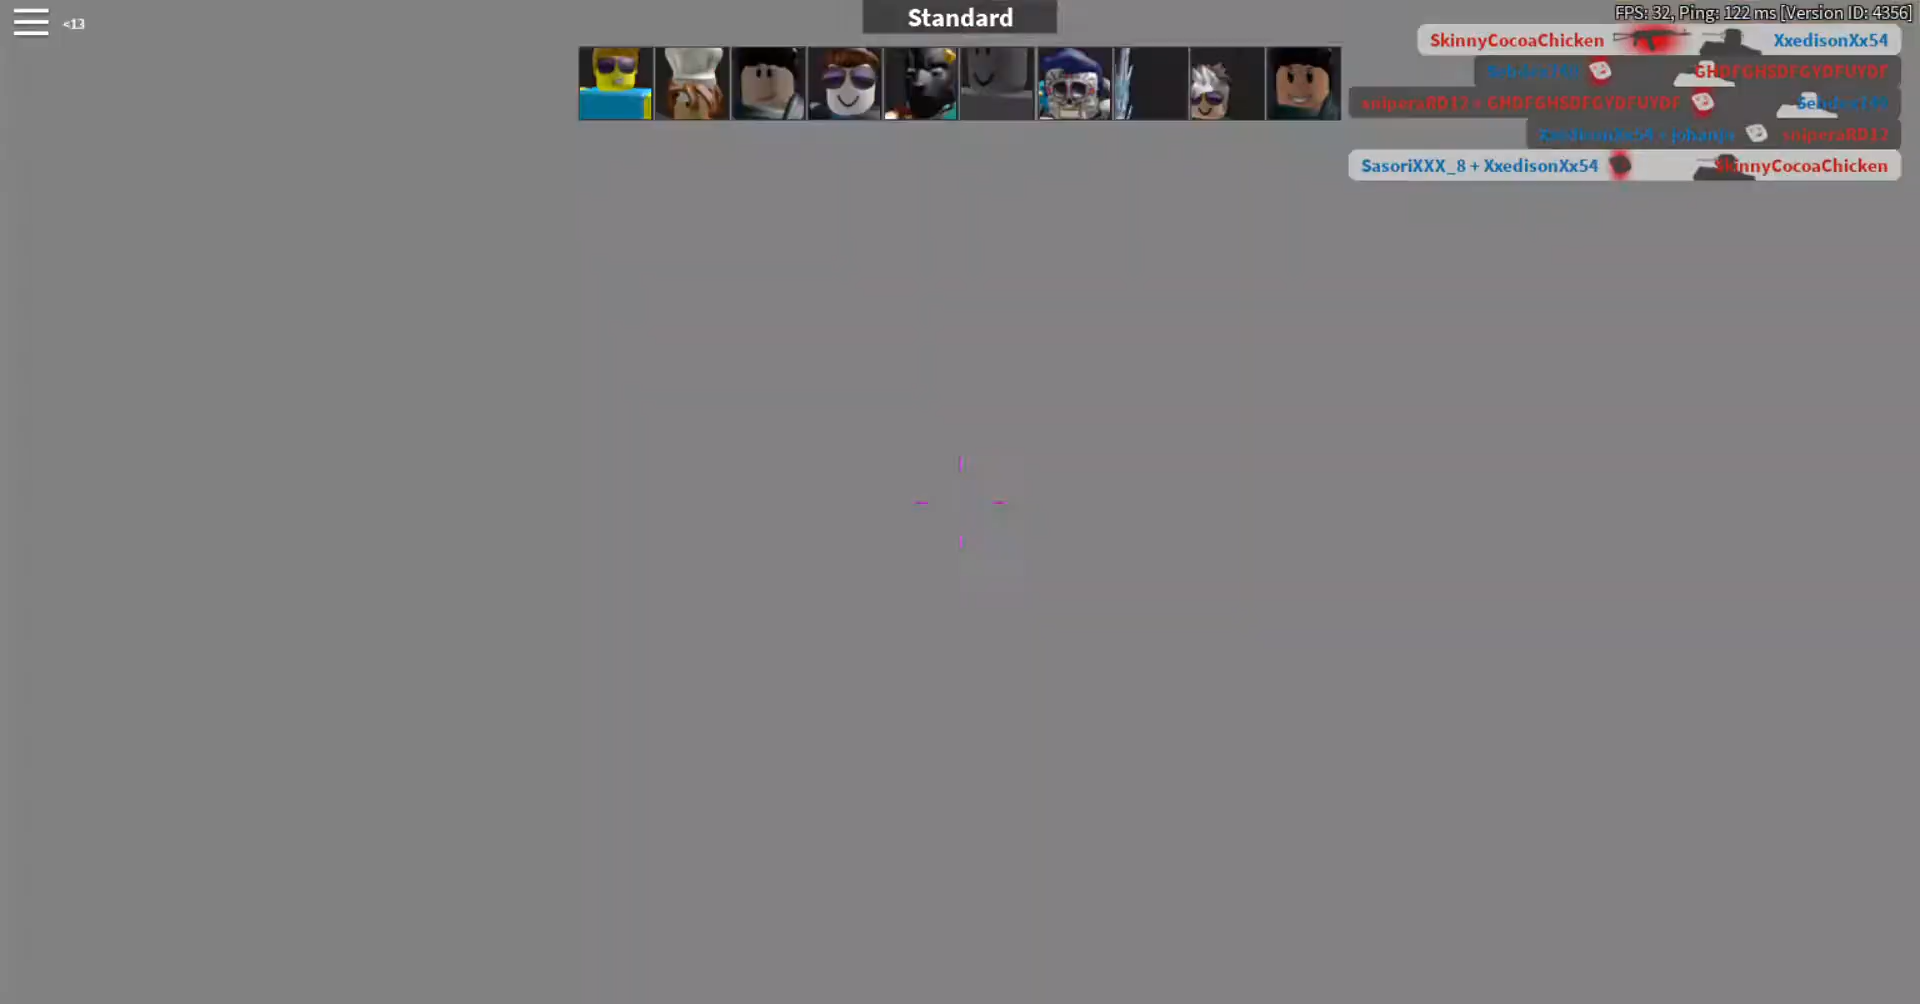 <13
Standard
FPS: 32, Ping: 122 ms [Version ID: 4356]
SkinnyCocoaChicken XxedisonXx54
GHDFGHSDFGYDFUYDF
sniperaRD12 + GHDFGHSDFGYDFUYDF
XxedisonXx54 + sniperaRD12
SasoriXXX_8 + XxedisonXx54 SkinnyCocoaChicken